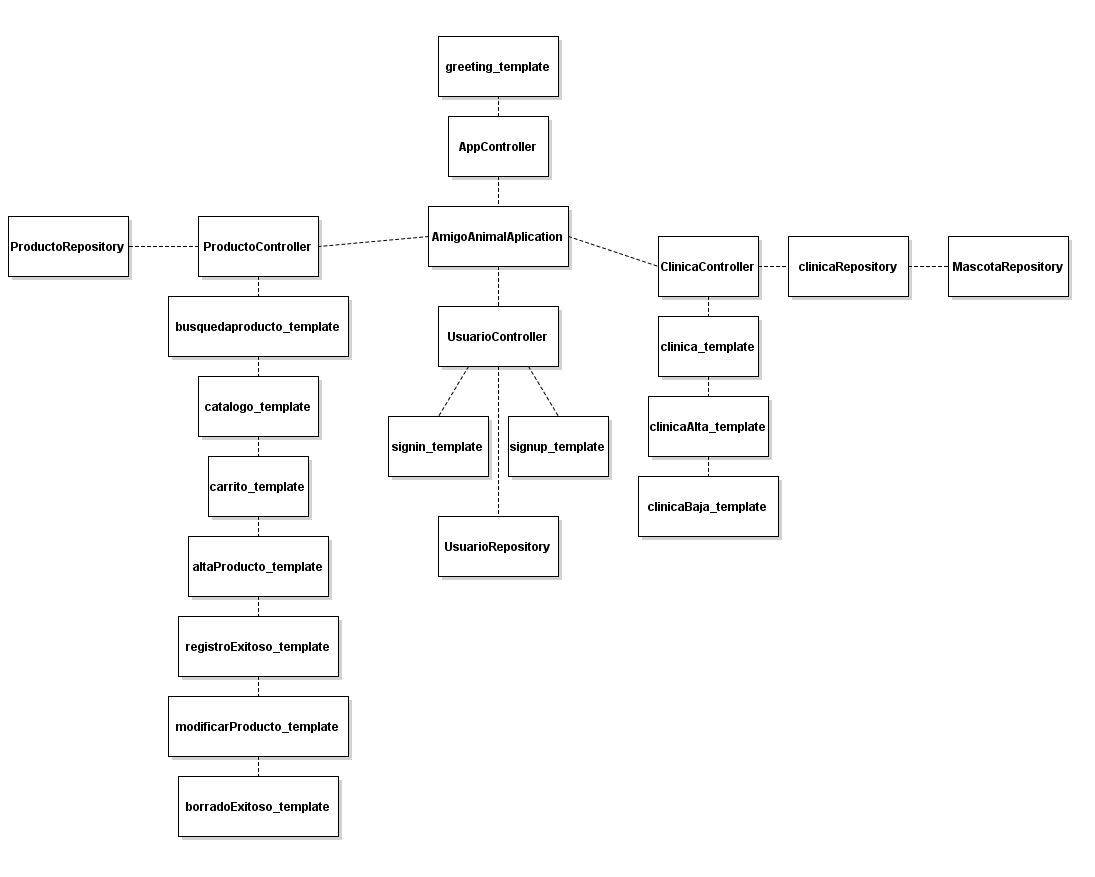 greeting_template
AppController
AmigoAnimalAplication
ProductoRepository
ProductoController
ClinicaController
clinicaRepository
MascotaRepository
busquedaproducto_template
UsuarioController
clinica_template
catalogo_template
signin_template
signup_template
clinicaAlta_template
carrito_template
clinicaBaja_template
UsuarioRepository
altaProducto_template
registroExitoso_template
modificarProducto_template
borradoExitoso_template